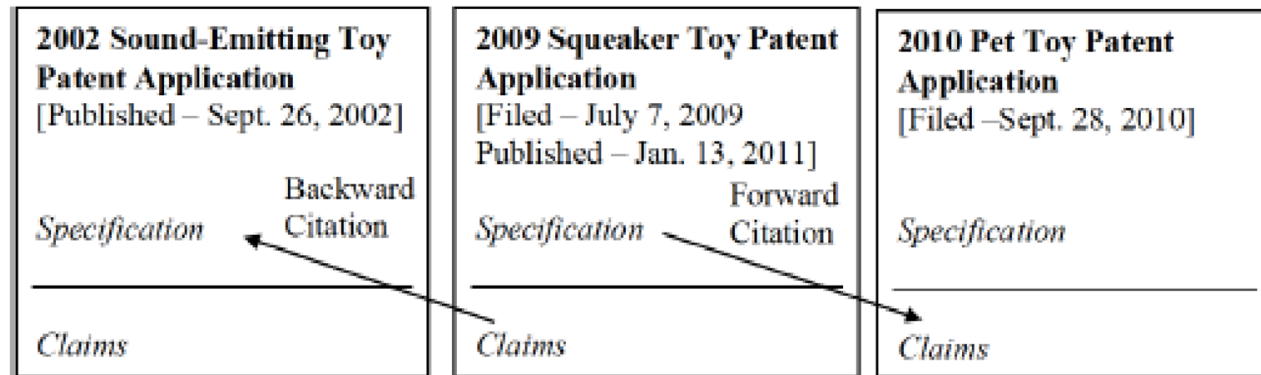 2002 Sound-Emitting Toy
Patent Application
[Published – Sept. 26, 2002]
Backward
Citation
Specification
Claims
2009 Squeaker Toy Patent
Application
[Filed – July 7, 2009
Published – Jan. 13, 2011]
Forward
Citation
Specification
Claims
2010 Pet Toy Patent
Application
[Filed –Sept. 28, 2010]
Specification
Claims